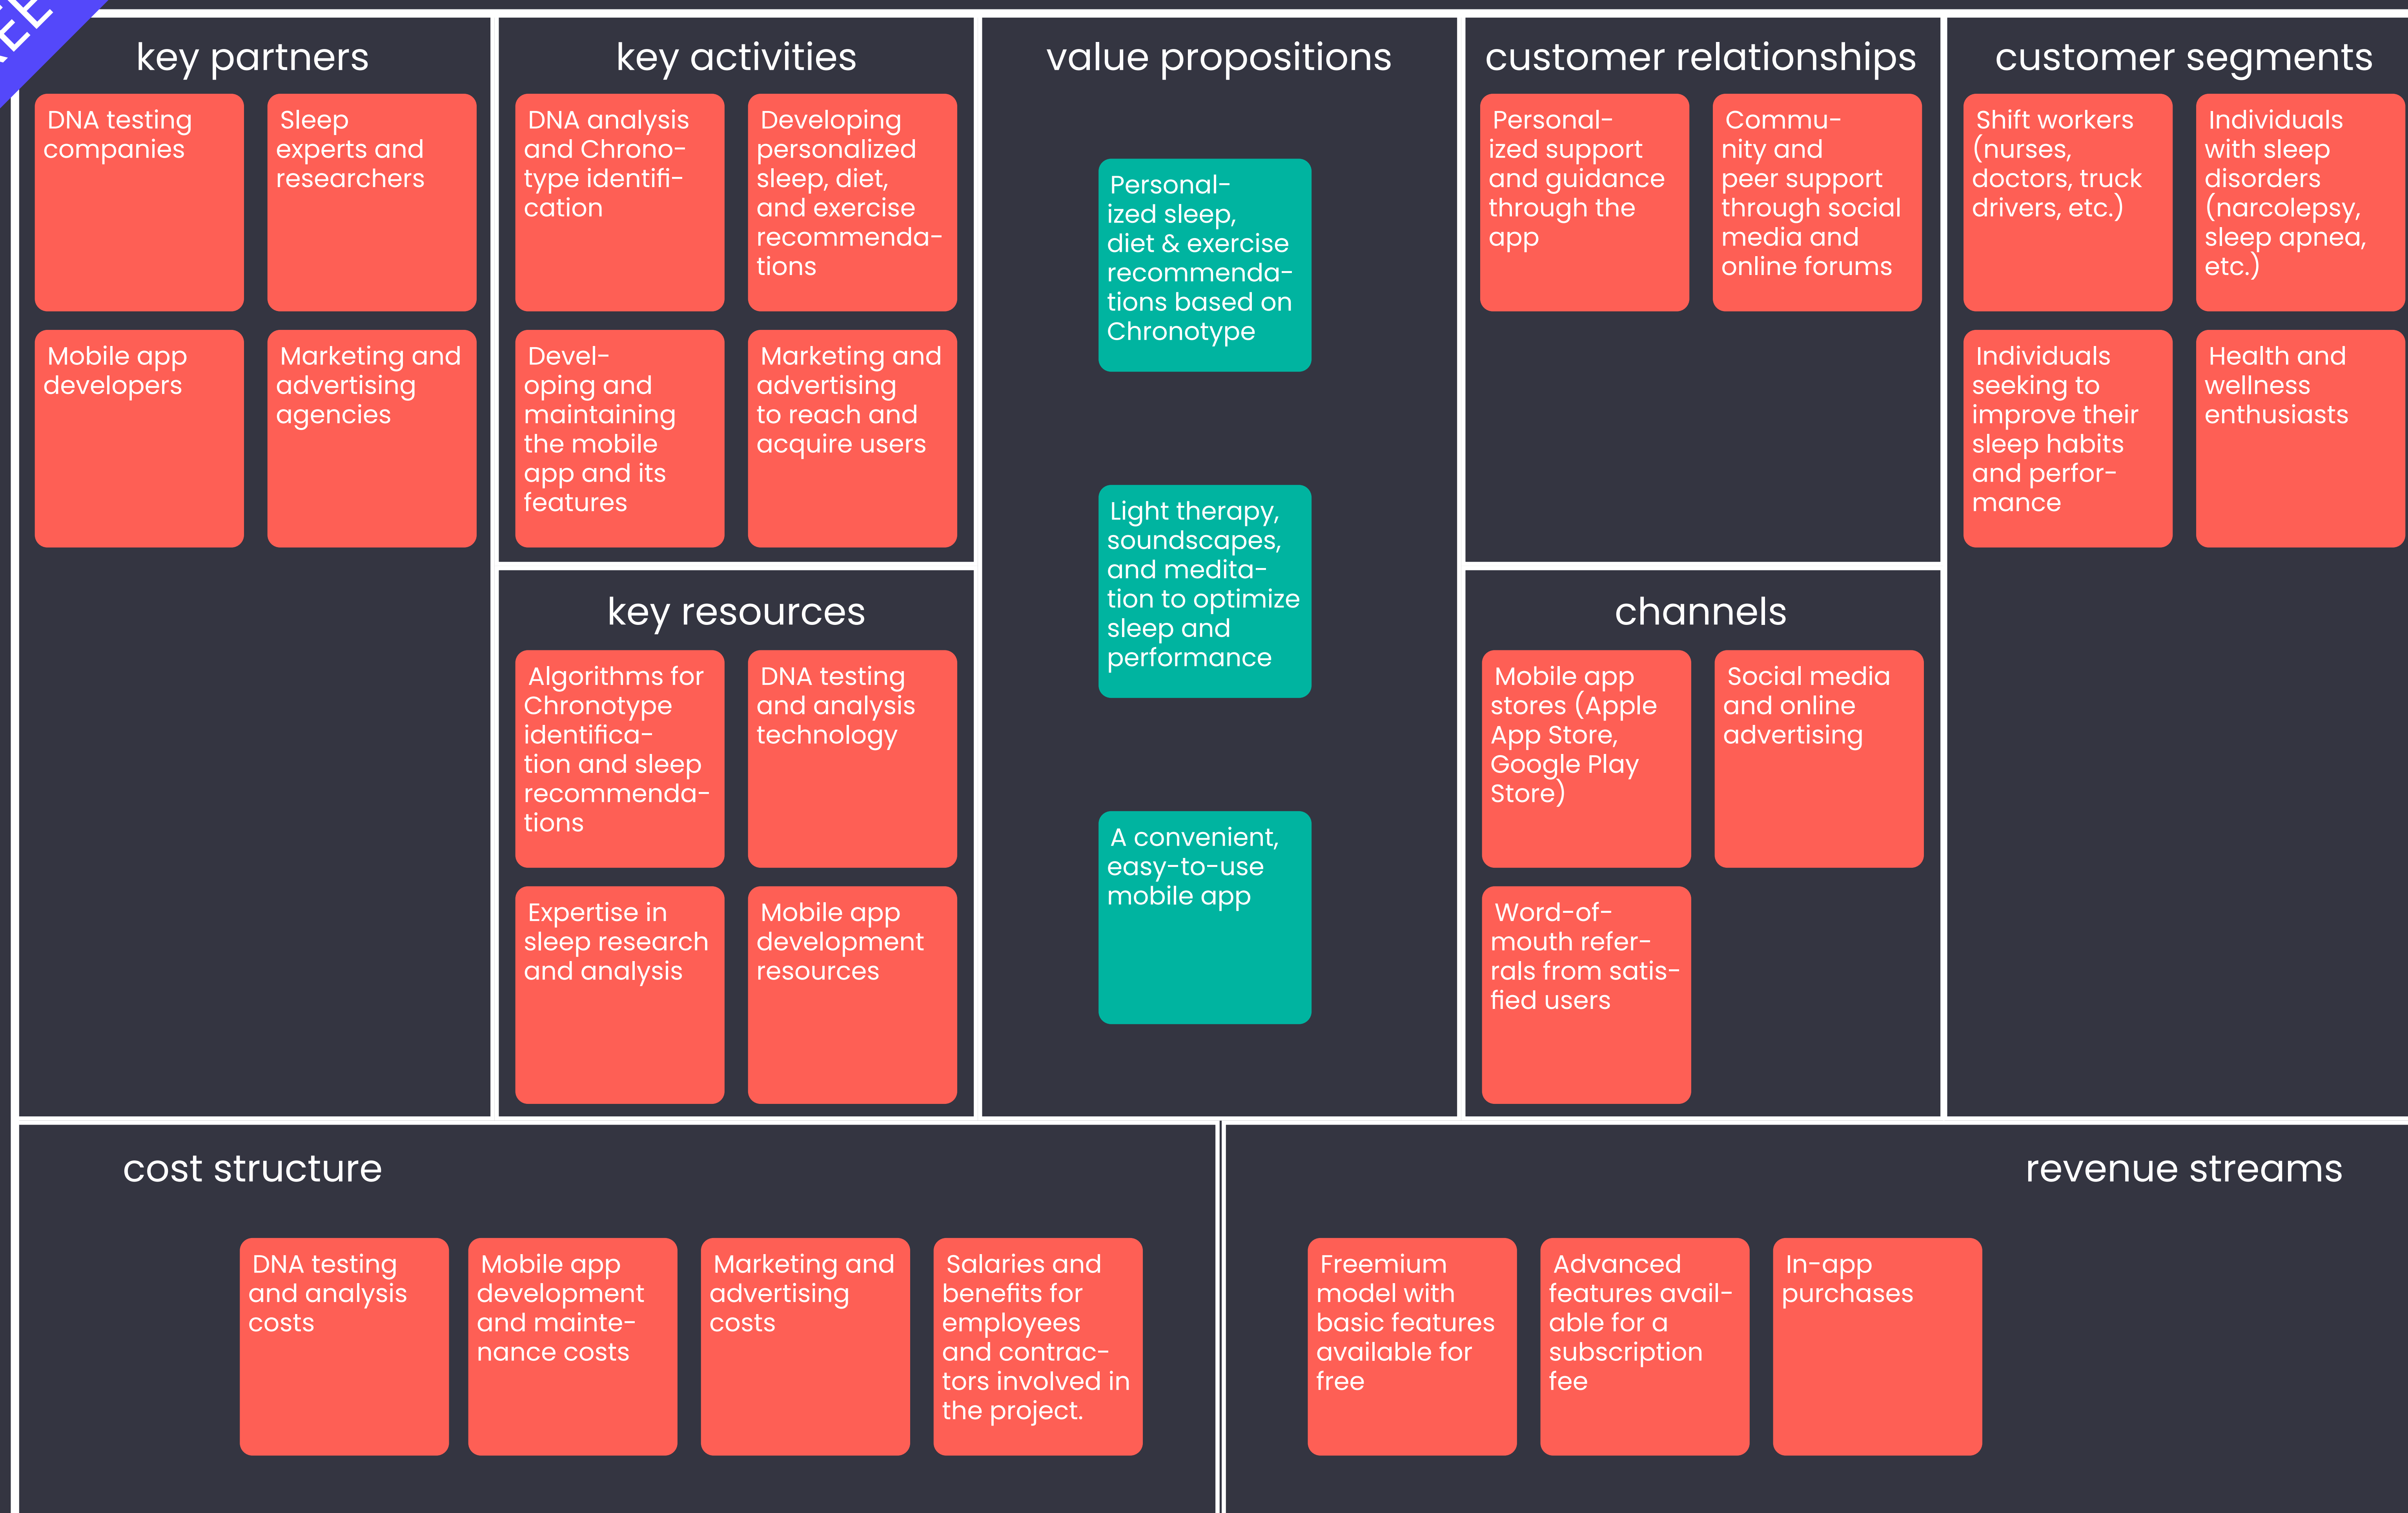 key partners
DNA testing
companies
Sleep
experts and
researchers
Mobile app
developers
Marketing and
advertising
agencies
key activities
DNA analysis
and Chrono-
type identifi-
cation
Developing
personalized
sleep, diet,
and exercise
recommenda-
tions
Devel-
oping and
maintaining
the mobile
app and its
features
Marketing and
advertising
to reach and
acquire users
key resources
Algorithms for
Chronotype
identifica-
tion and sleep
recommenda-
tions
DNA testing
and analysis
technology
Expertise in
sleep research
and analysis
Mobile app
development
resources
value propositions
Personal-
ized sleep,
diet & exercise
recommenda-
tions based on
Chronotype
Light therapy,
soundscapes,
and medita-
tion to optimize
sleep and
performance
A convenient,
easy-to-use
mobile app
customer relationships
Personal-
ized support
and guidance
through the
app
Commu-
nity and
peer support
through social
media and
online forums
channels
Mobile app
stores (Apple
App Store,
Google Play
Store)
Social media
and online
advertising
Word-of-
mouth refer-
rals from satis-
fied users
customer segments
Shift workers
(nurses,
doctors, truck
drivers, etc.)
Individuals
with sleep
disorders
(narcolepsy,
sleep apnea,
etc.)
Individuals
seeking to
improve their
sleep habits
and perfor-
mance
Health and
wellness
enthusiasts
cost structure
DNA testing
and analysis
costs
Mobile app
development
and mainte-
nance costs
Marketing and
advertising
costs
Salaries and
benefits for
employees
and contrac-
tors involved in
the project.
revenue streams
Freemium
model with
basic features
available for
free
Advanced
features avail-
able for a
subscription
fee
In-app
purchases